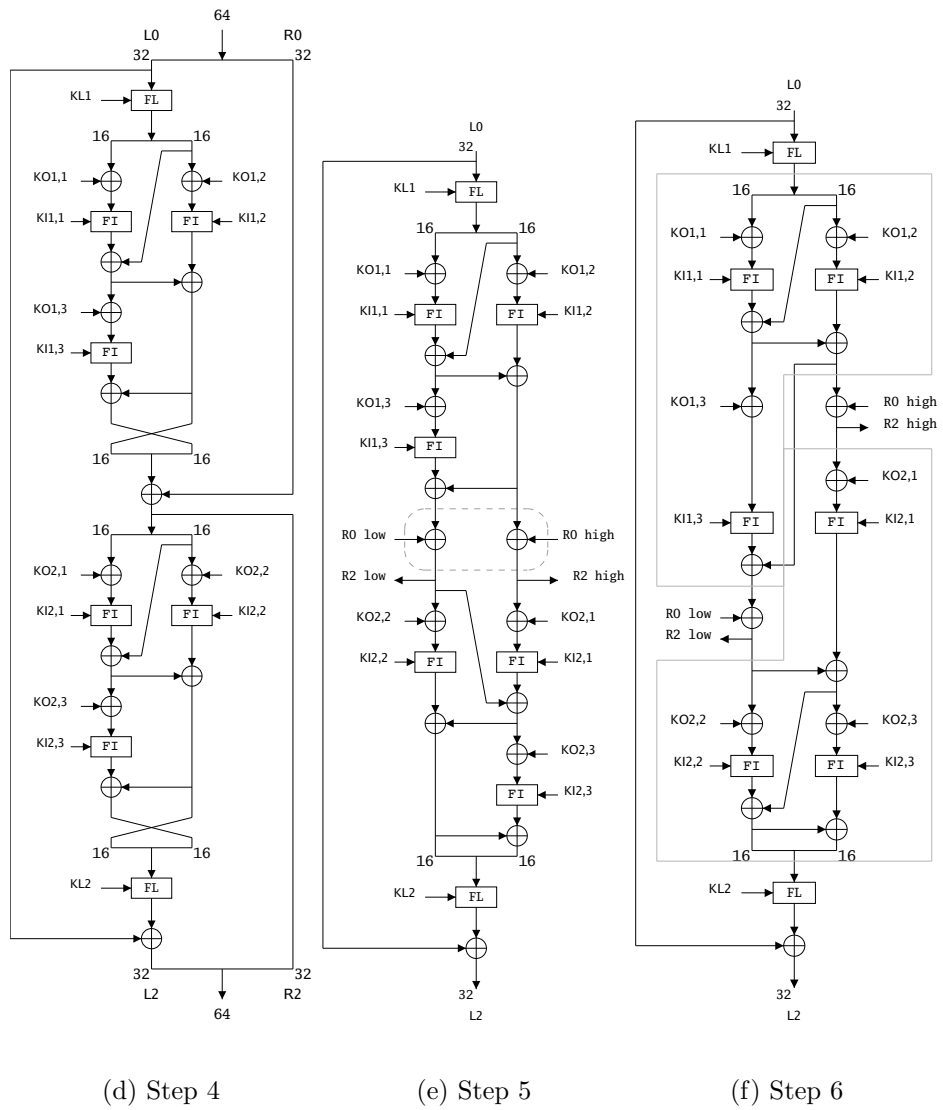 64
L0 R0
32 32
KL1 FL
16 16
KO1,1 KO1,2
KI1,1 FI FI KI1,2
KO1,3
KI1,3 FI
16 16
16 16
KO2,1 KO2,2
KI2,1 FI FI KI2,2
KO2,3
KI2,3 FI
16 16
KL2 FL
32 32
L2 R2
64
(d) Step 4
L0
32
KL1 FL
16 16
KO1,1 KO1,2
KI1,1 FI FI KI1,2
KO1,3
KI1,3 FI
R0 low R0 high
R2 low R2 high
KO2,2 KO2,1
KI2,2 FI FI KI2,1
KO2,3
FI KI2,3
16 16
KL2 FL
32
L2
(e) Step 5
L0
32
KL1 FL
16 16
KO1,1 KO1,2
KI1,1 FI FI KI1,2
KO1,3 R0 high
R2 high
KO2,1
KI1,3 FI FI KI2,1
R0 low
R2 low
KO2,2 KO2,3
KI2,2 FI FI KI2,3
16 16
KL2 FL
32
L2
(f) Step 6